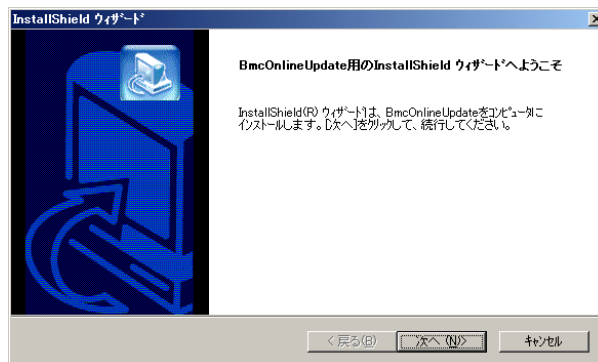 InstallShield ウィザード
BmcOnlineUpdate用のInstallShield ウィザードへようこそ
InstallShield(R) ウィザードは、BmcOnlineUpdateをコンピュータに
インストールします。[次へ]をクリックして、続行してください。
< 戻る(B) 次へ (N)> キャンセル